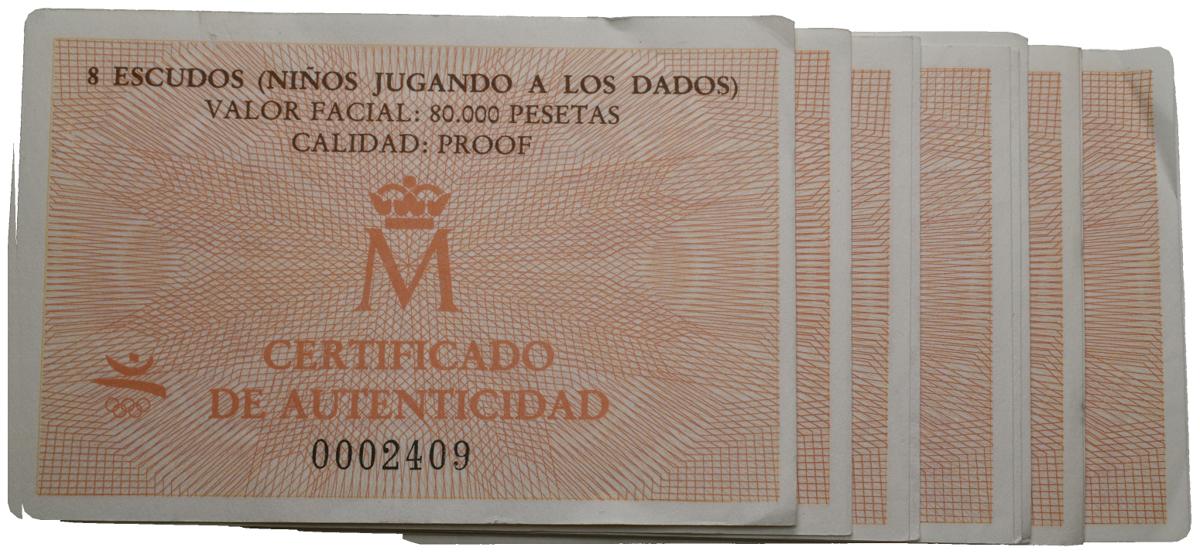 8 ESCUDOS (NIÑOS JUGANDO A LOS DADOS)
VALOR FACIAL: 80.000 PESETAS
CALIDAD: PROOF
M
CERTIFICADO
DE AUTENTICIDAD
0002409